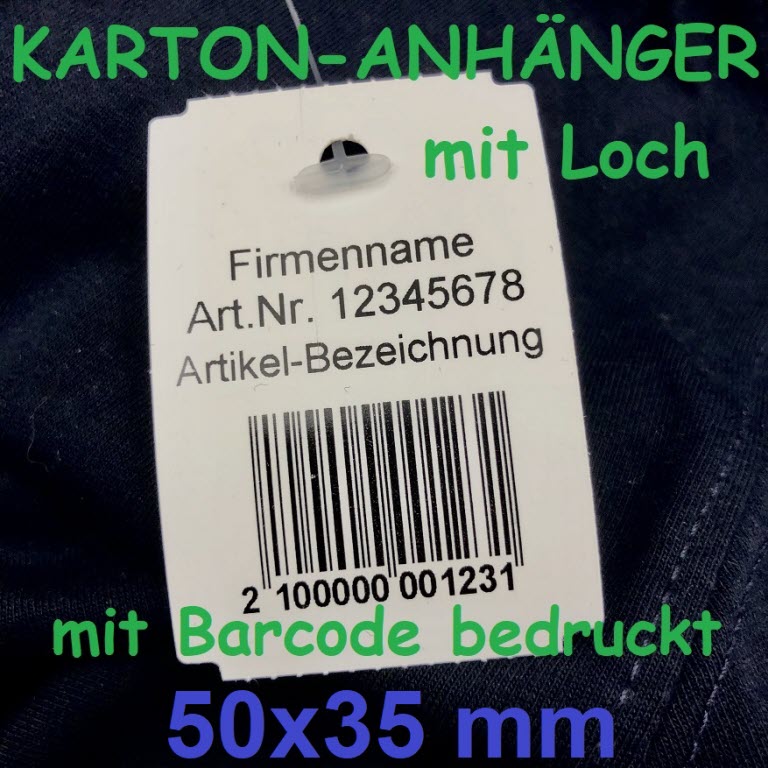 KARTON-ANHÄNGER
mit Loch
Firmenname
Art.Nr. 12345678
Artikel-Bezeichnung
2 100000 001231
mit Barcode bedruckt
50x35 mm